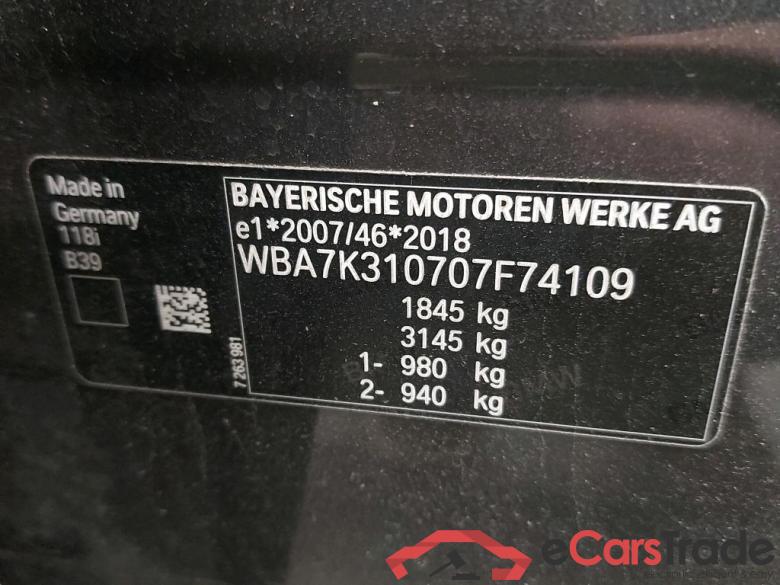 Made in
Germany
118i
B39
7 263 981
BAYERISCHE MOTOREN WERKE AG
e1*2007/46*2018
WBA7K310707F74109
1845 kg
3145 kg
1- 980 kg
2- 940 kg
eCarsTrade